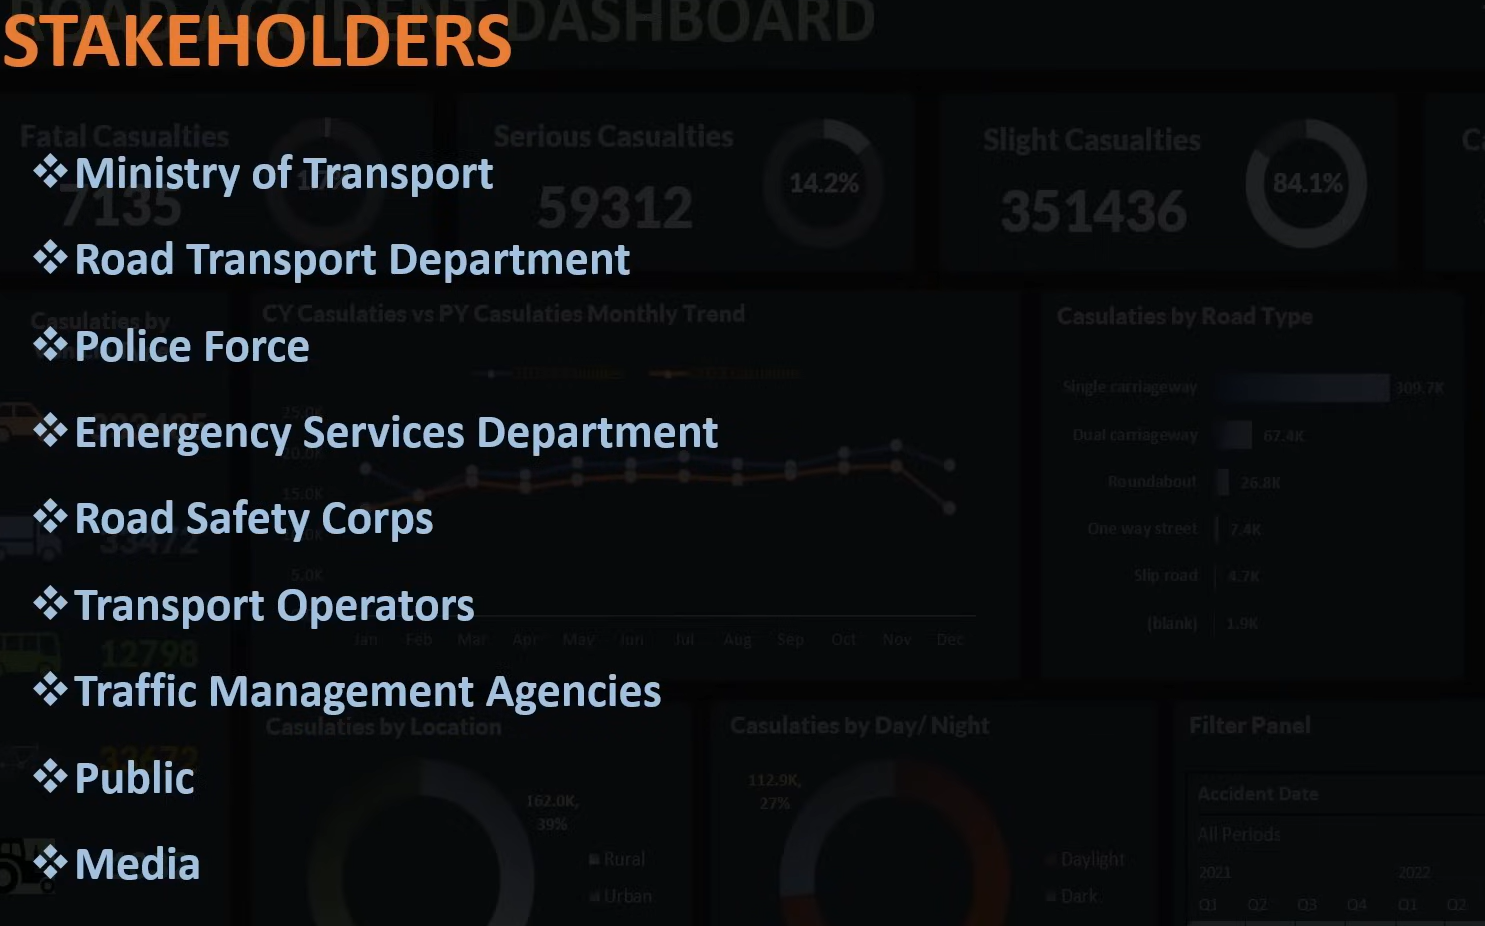 ROAD ACCIDENT DASHBOARD
STAKEHOLDERS
Fatal Casualties
7135
Serious Casualties
59312
14.2%
Slight Casualties
351436
84.1%
❖Ministry of Transport
❖Road Transport Department
❖Police Force
❖Emergency Services Department
❖Road Safety Corps
❖Transport Operators
❖Traffic Management Agencies
❖Public
❖Media
Casulaties by
CY Casulaties vs PY Casulaties Monthly Trend
25.0K
20.0K
15.0K
10.0K
5.0K
Jan Feb Mar Apr May Jun Jul Aug Sep Oct Nov Dec
33472
12798
33672
Casulaties by Road Type
Single carriageway 309.7K
Dual carriageway 67.4K
Roundabout 26.8K
One way street 7.4K
Slip road 4.7K
(blank) 1.9K
Casulaties by Location
162.0K,
39%
Rural
Urban
Casulaties by Day/ Night
112.9K,
27%
Daylight
Dark
Filter Panel
Accident Date
All Periods
2021 2022
Q1 Q2 Q3 Q4 Q1 Q2